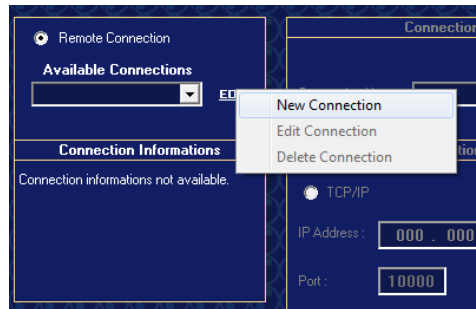 Connection
Remote Connection
Available Connections
New Connection
Edit Connection
Delete Connection
Connection Informations
Connection informations not available.
TCP/IP
IP Address :
000 . 000
Port :
10000